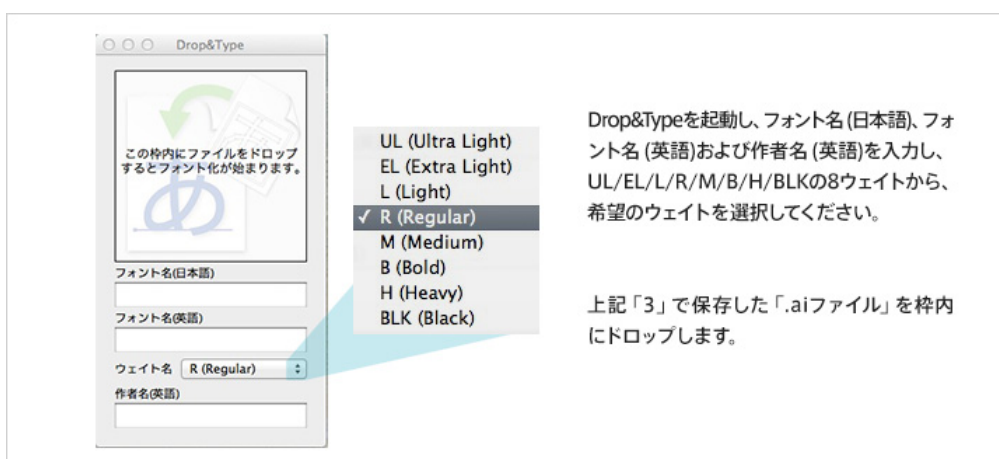 Drop&Type
この枠内にファイルをドロップ
するとフォント化が始まります。
あ
フォント名(日本語)
フォント名(英語)
ウェイト名 R (Regular)
作者名(英語)
UL (Ultra Light)
EL (Extra Light)
L (Light)
✓ R (Regular)
M (Medium)
B (Bold)
H (Heavy)
BLK (Black)
Drop&Typeを起動し、フォント名(日本語)、フォ
ント名(英語)および作者名(英語)を入力し、
UL/EL/L/R/M/B/H/BLKの8ウェイトから、
希望のウェイトを選択してください。
上記「3」で保存した「.aiファイル」を枠内
にドロップします。